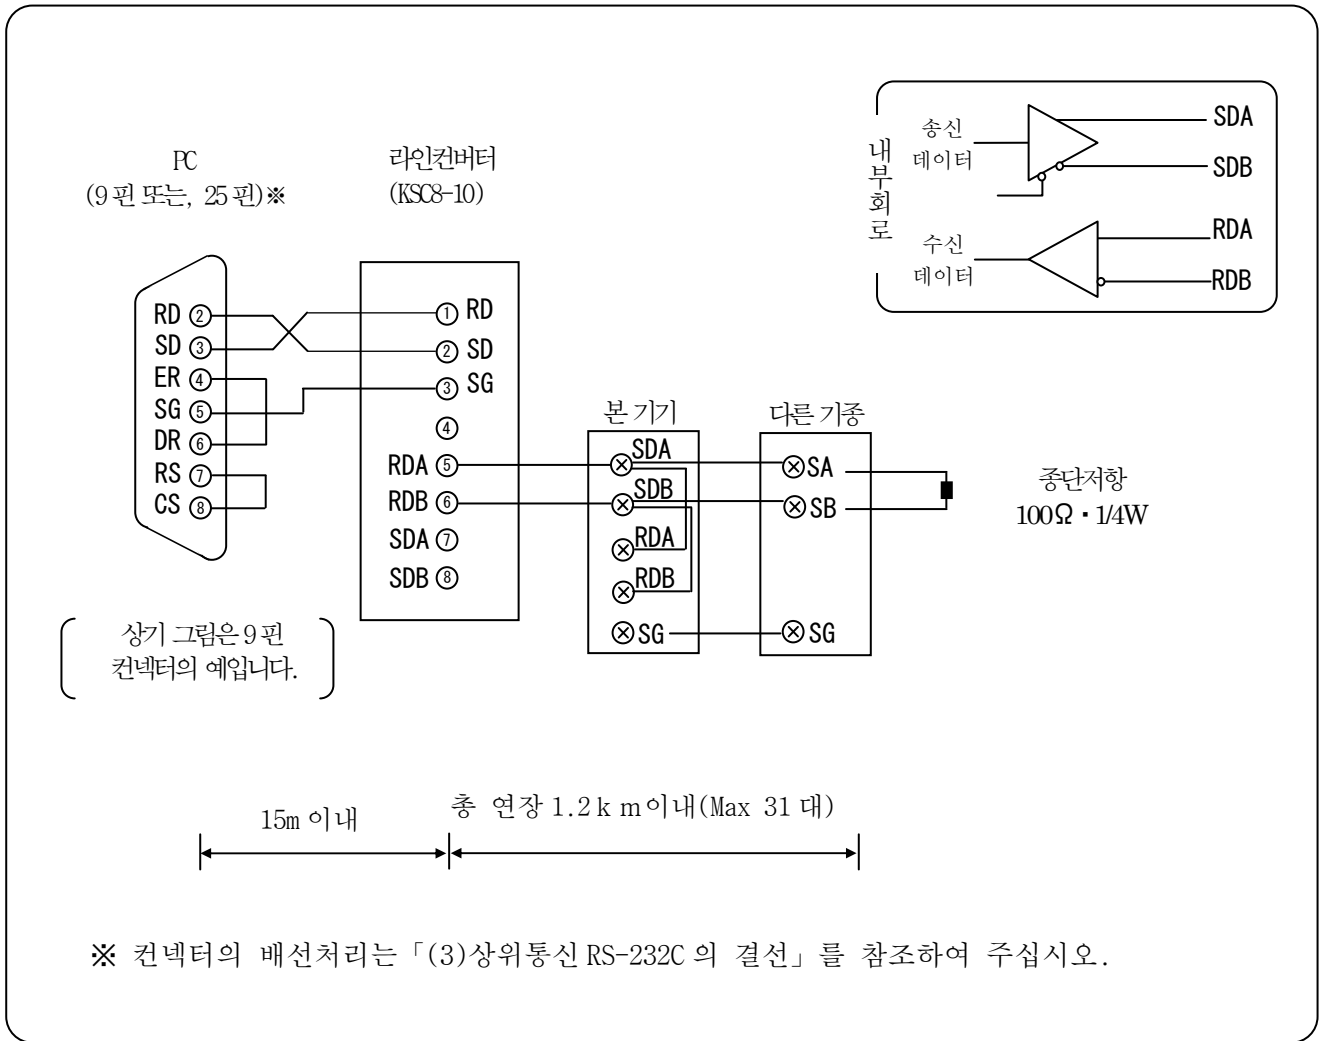 PC
(9핀 또는, 25핀)※
라인컨버터
(KSC8-10)
내부회로
송신
데이터
SDA
SDB
수신
데이터
RDA
RDB
RD ②
SD ③
ER ④
SG ⑤
DR ⑥
RS ⑦
CS ⑧
① RD
② SD
③ SG
④
RDA ⑤
RDB ⑥
SDA ⑦
SDB ⑧
본 기기
SDA
SDB
RDA
RDB
SG
다른 기종
SA
SB
SG
종단저항
100Ω・1/4W
상기 그림은 9핀
컨넥터의 예입니다.
15m 이내
총 연장 1.2km이내(Max 31대)
※ 컨넥터의 배선처리는「(3)상위통신 RS-232C의 결선」를 참조하여 주십시오.